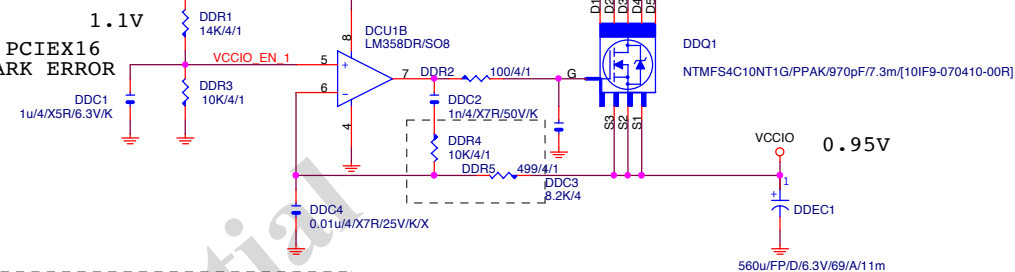 1.1V
PCIEX16
ARK ERROR
DDR1
14K/4/1
VCCIO_EN_1
DDR3
10K/4/1
DDC1
1u/4/X5R/6.3V/K
8
DCU1B
LM358DR/SO8
5
+
6
-
7
4
DDR2
100/4/1
DDC2
1n/4/X7R/50V/K
DDR4
10K/4/1
DDR5
499/4/1
DDC3
8.2K/4
DDC4
0.01u/4/X7R/25V/K/X
G
D1
D2
D3
D4
D5
S3
S2
S1
DDQ1
NTMFS4C10NT1G/PPAK/970pF/7.3m/[10IF9-070410-00R]
VCCIO
0.95V
1
+
DDEC1
560u/FP/D/6.3V/69/A/11m
ntial